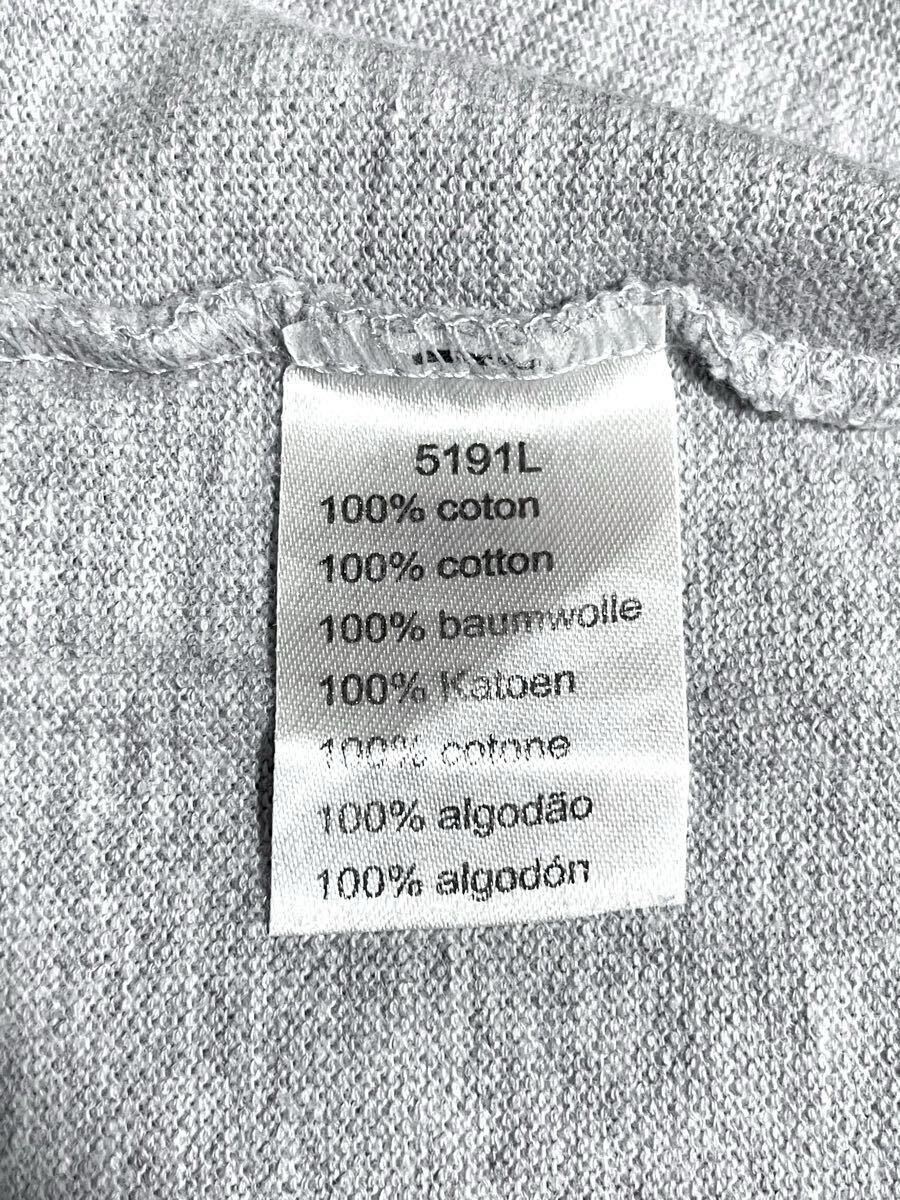 5191L
100% coton
100% cotton
100% baumwolle
100% Katoen
100% cotone
100% algodão
100% algodón